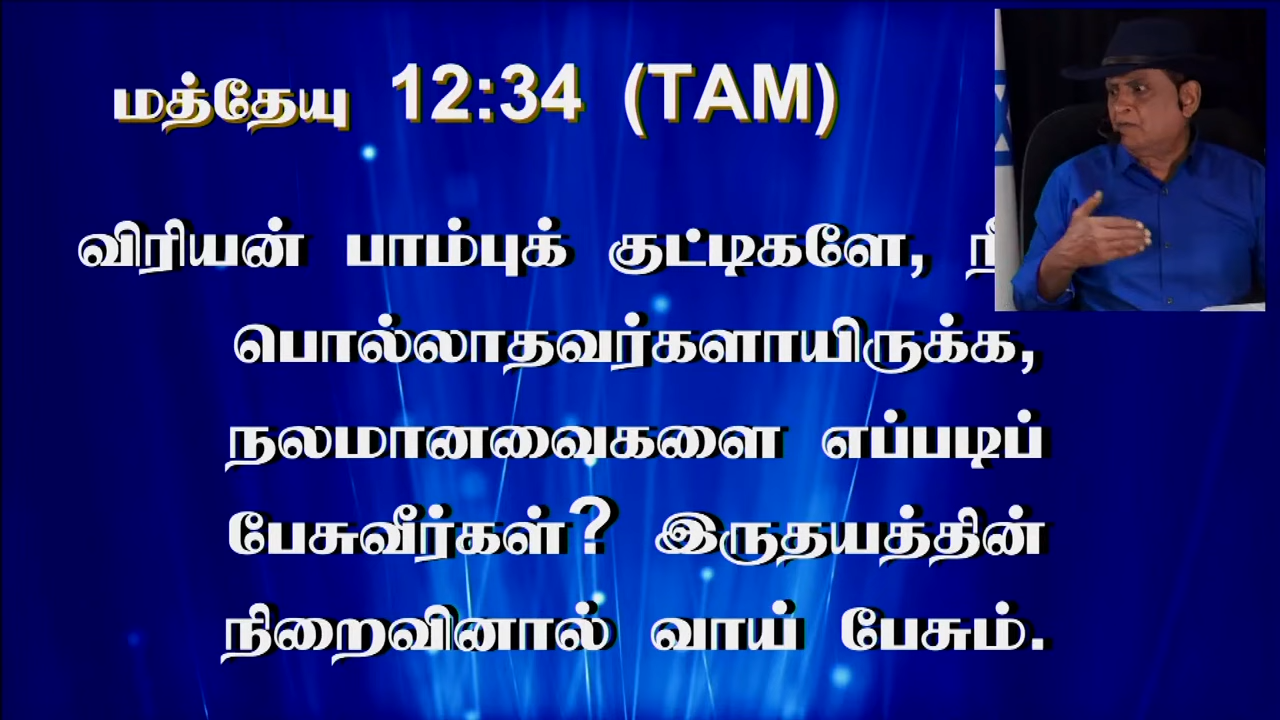 மத்தேயு 12:34 (TAM)
விரியன் பாம்புக் குட்டிகளே,
பொல்லாதவர்களாயிருக்க,
நலமானவைகளை எப்படிப்
பேசுவீர்கள்? இருதயத்தின்
நிறைவினால் வாய் பேசும்.